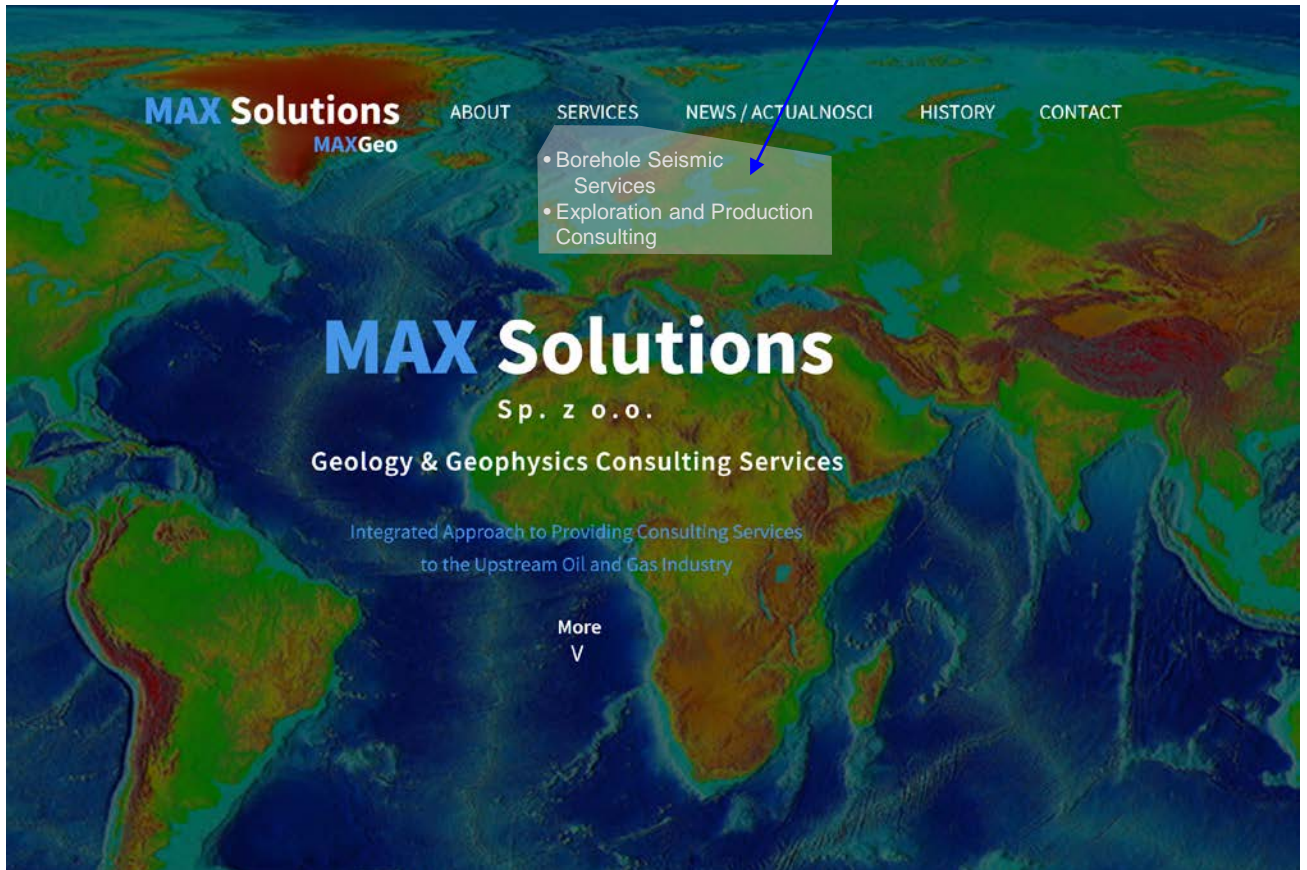 MAX Solutions
MAXGeo
ABOUT SERVICES NEWS / ACTUALNOSCI HISTORY CONTACT
• Borehole Seismic
Services
• Exploration and Production
Consulting
MAX Solutions
Sp. z o.o.
Geology & Geophysics Consulting Services
Integrated Approach to Providing Consulting Services
to the Upstream Oil and Gas Industry
More
V